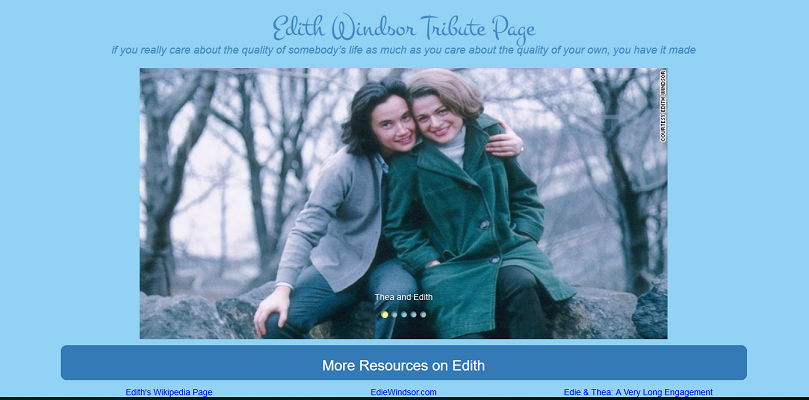 Edith Windsor Tribute Page
if you really care about the quality of somebody's life as much as you care about the quality of your own, you have it made
COURTESY EDITH WINDSOR
Thea and Edith
More Resources on Edith
Edith's Wikipedia Page
EdieWindsor.com
Edie & Thea: A Very Long Engagement